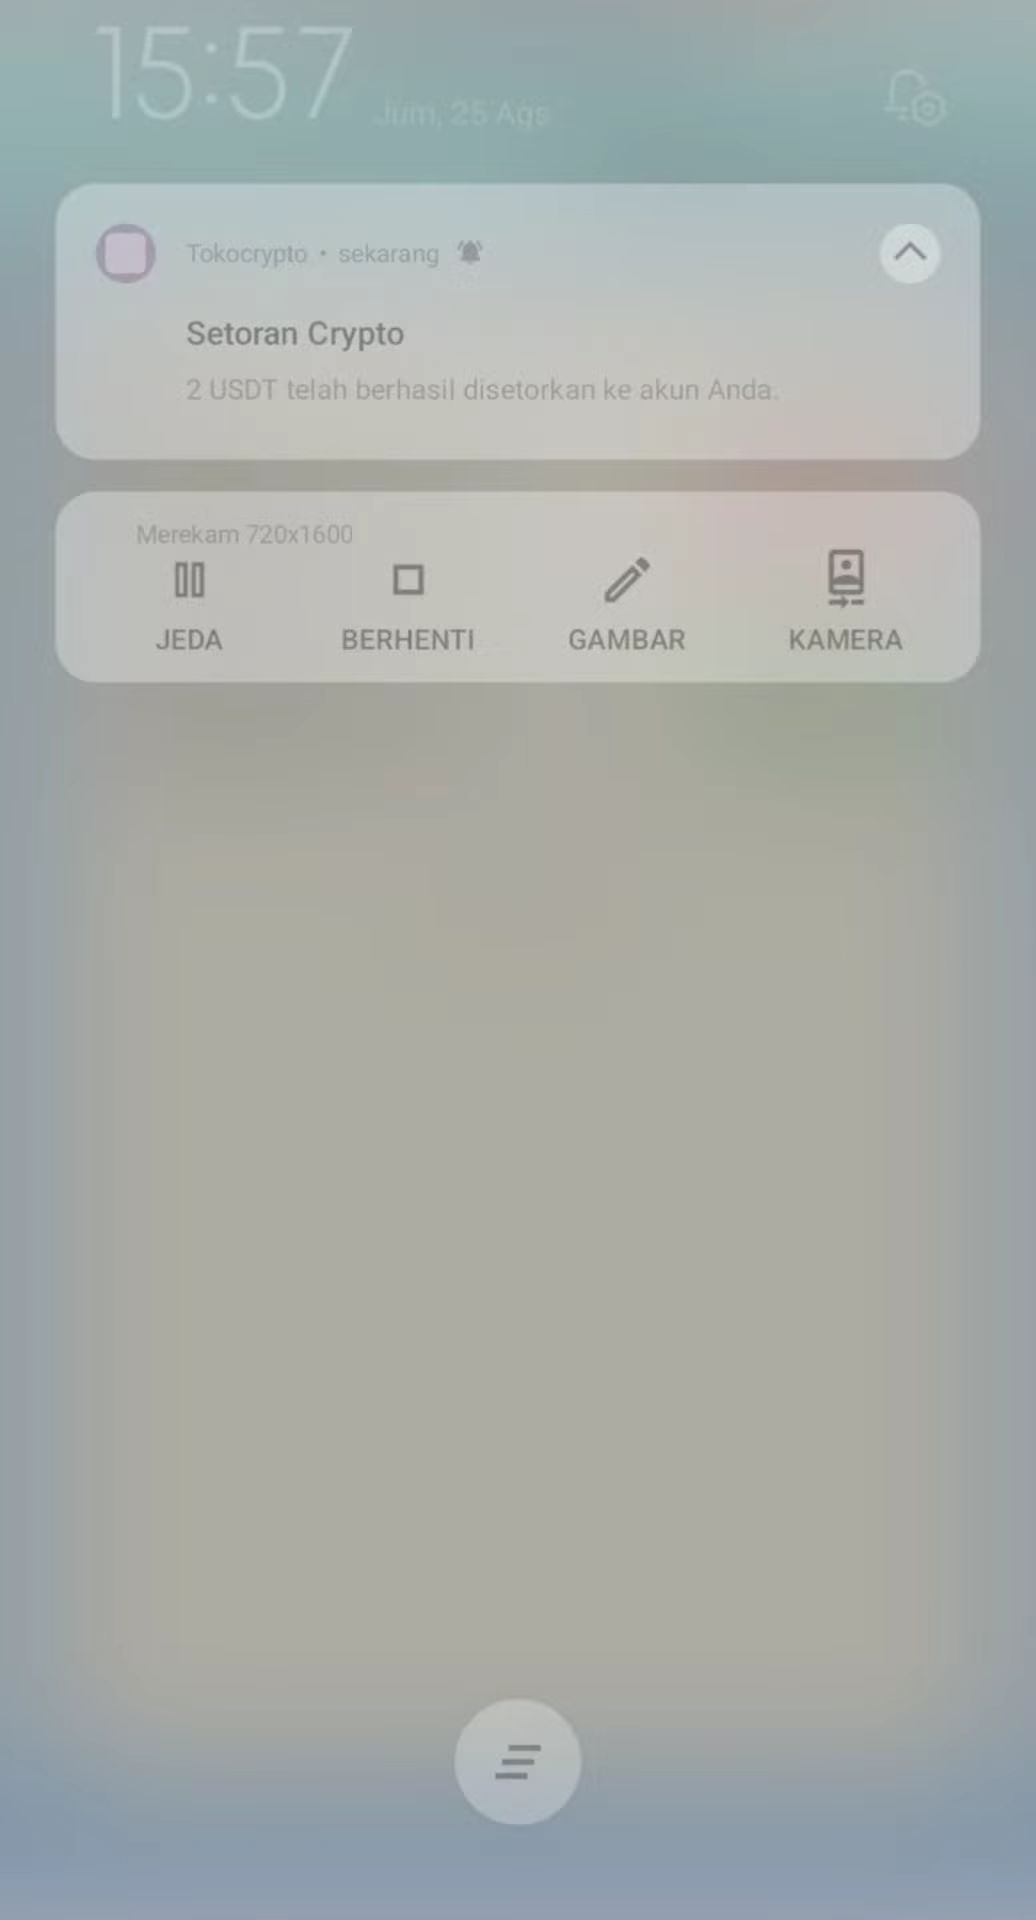 15:57 Jum, 25 Ags
Tokocrypto • sekarang
Setoran Crypto
2 USDT telah berhasil disetorkan ke akun Anda.
Merekam 720x1600
JEDA BERHENTI GAMBAR KAMERA